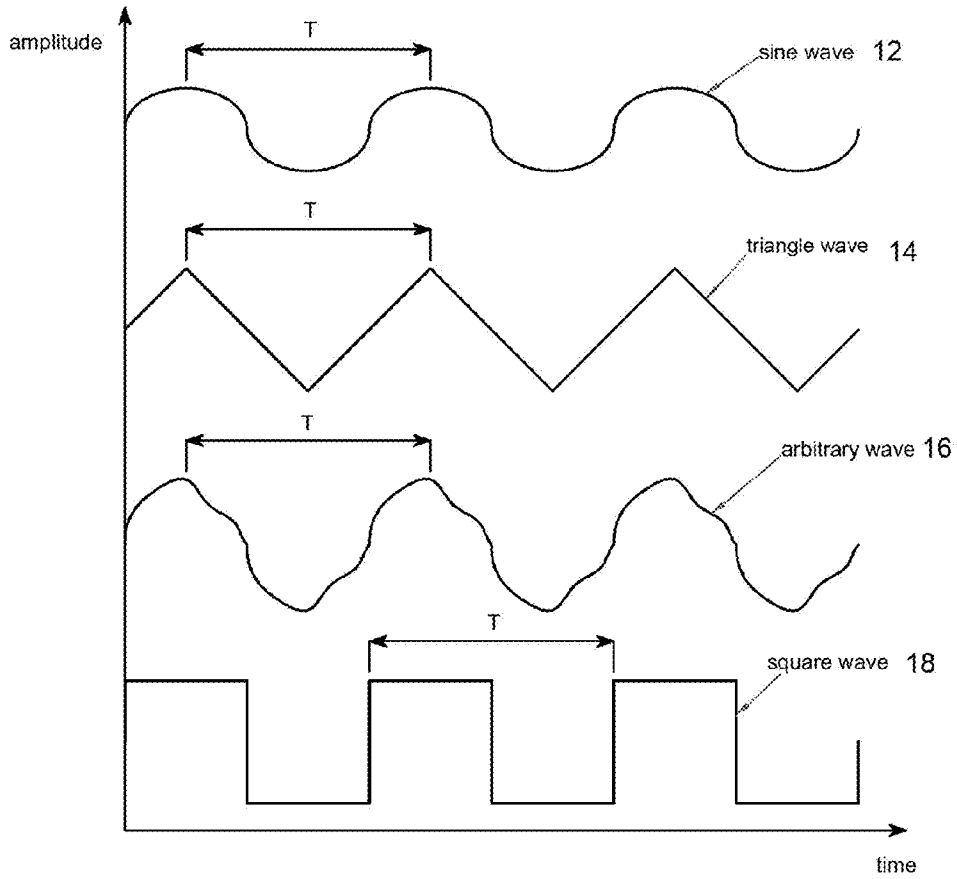 amplitude
T
sine wave 12
T
triangle wave 14
T
arbitrary wave 16
T
square wave 18
time